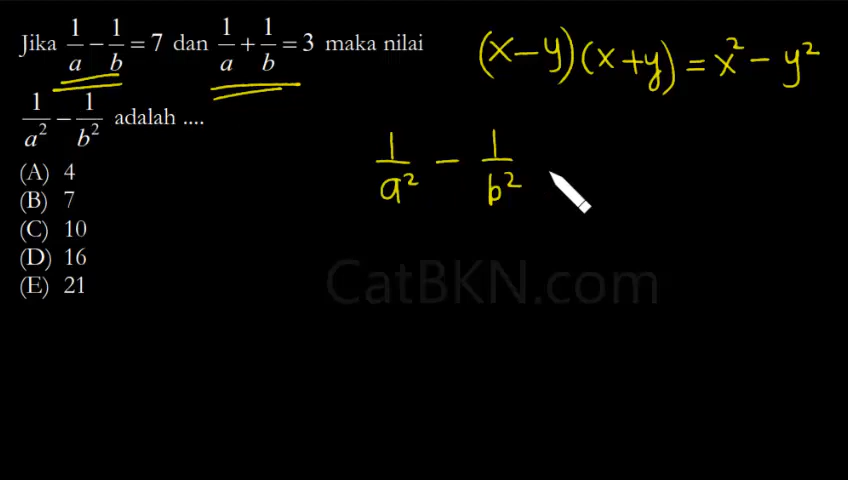 Jika 1/a − 1/b = 7 dan 1/a + 1/b = 3 maka nilai
1/a² − 1/b² adalah ....
(A) 4
(B) 7
(C) 10
(D) 16
(E) 21
(x−y)(x+y) = x² − y²
1/a² − 1/b²
CatBKN.com